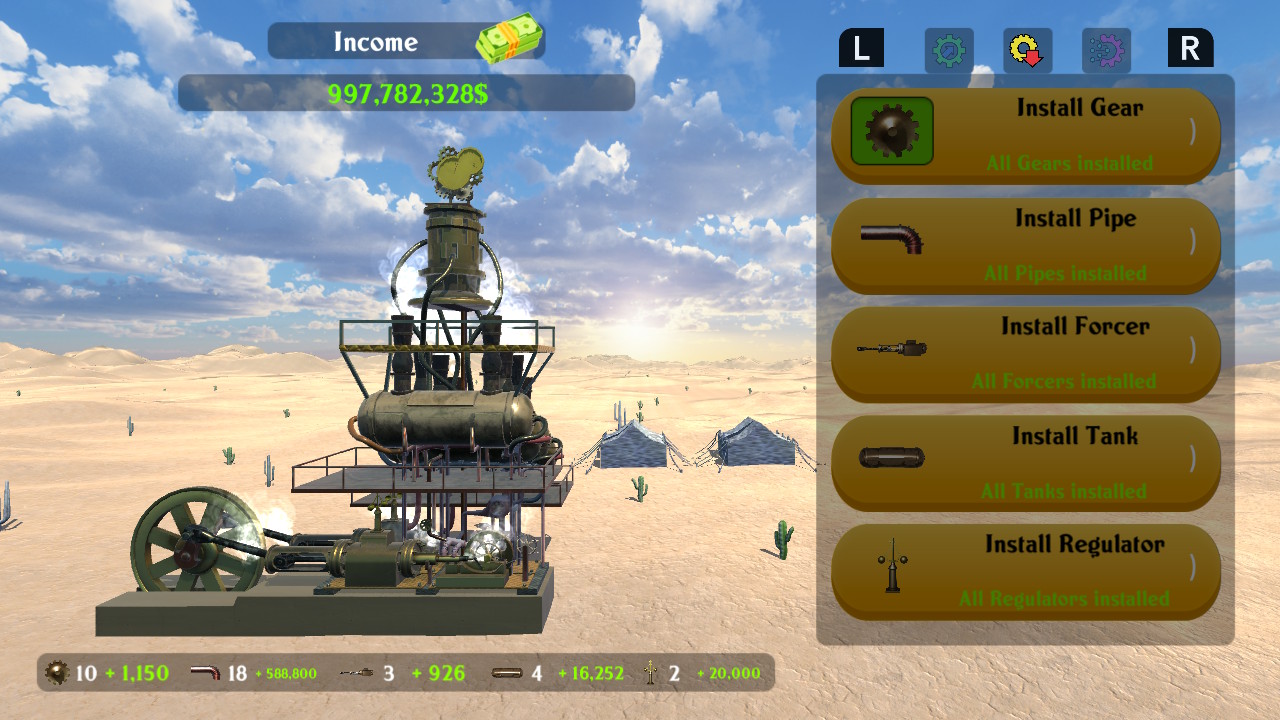 Income
997,782,328$
L
R
Install Gear
All Gears installed
Install Pipe
All Pipes installed
Install Forcer
All Forcers installed
Install Tank
All Tanks installed
Install Regulator
All Regulators installed
10 + 1,150 18 + 588,800 3 + 926 4 + 16,252 2 + 20,000